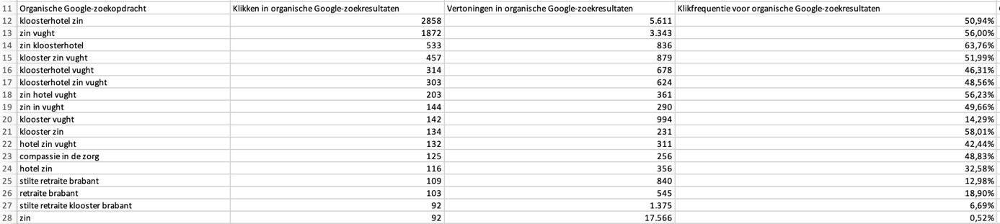 11 Organische Google-zoekopdracht Klikken in organische Google-zoekresultaten Vertoningen in organische Google-zoekresultaten Klikfrequentie voor organische Google-zoekresultaten
12 kloosterhotel zin 2858 5.611 50,94%
13 zin vught 1872 3.343 56,00%
14 zin kloosterhotel 533 836 63,76%
15 klooster zin vught 457 879 51,99%
16 kloosterhotel vught 314 678 46,31%
17 kloosterhotel zin vught 303 624 48,56%
18 zin hotel vught 203 361 56,23%
19 zin in vught 144 290 49,66%
20 klooster vught 142 994 14,29%
21 klooster zin 134 231 58,01%
22 hotel zin vught 132 311 42,44%
23 compassie in de zorg 125 256 48,83%
24 hotel zin 116 356 32,58%
25 stilte retraite brabant 109 840 12,98%
26 retraite brabant 103 545 18,90%
27 stilte retraite klooster brabant 92 1.375 6,69%
28 zin 92 17.566 0,52%